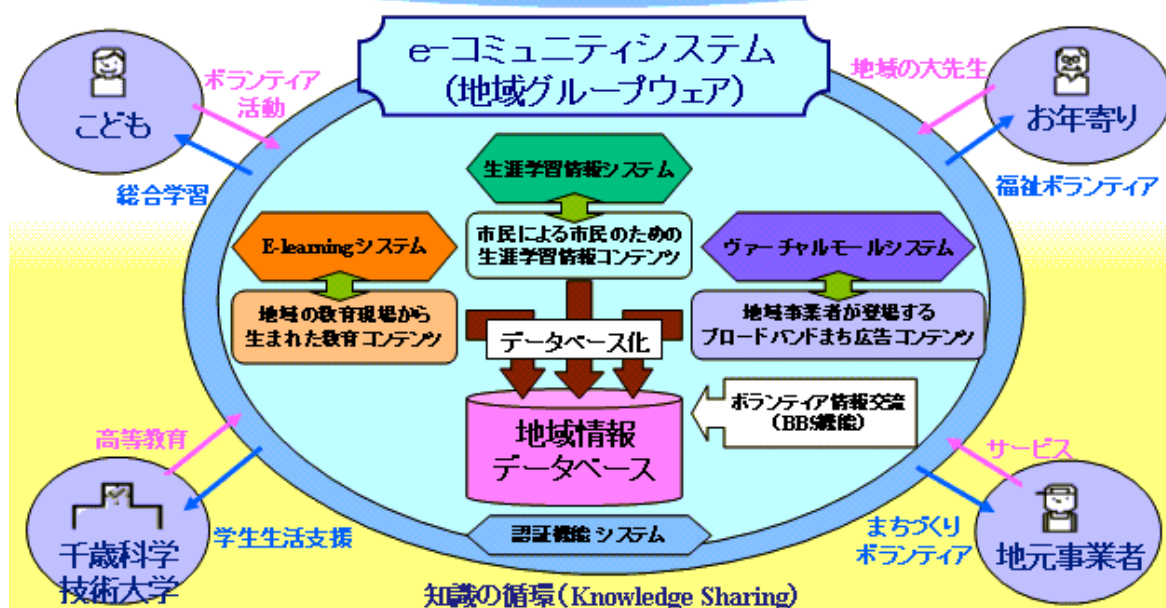 e-コミュニティシステム
(地域グループウェア)
こども
ボランティア
活動
総合学習
地域の大先生
お年寄り
福祉ボランティア
生涯学習情報システム
市民による市民のための
生涯学習情報コンテンツ
E-learningシステム
地域の教育現場から
生まれた教育コンテンツ
ヴァーチャルモールシステム
地域事業者が登場する
ブロードバンドまち広告コンテンツ
データベース化
地域情報
データベース
ボランティア情報交流
(BBS機能)
高等教育
千歳科学
技術大学
学生生活支援
サービス
まちづくり
ボランティア
地元事業者
認証機能システム
知識の循環(Knowledge Sharing)